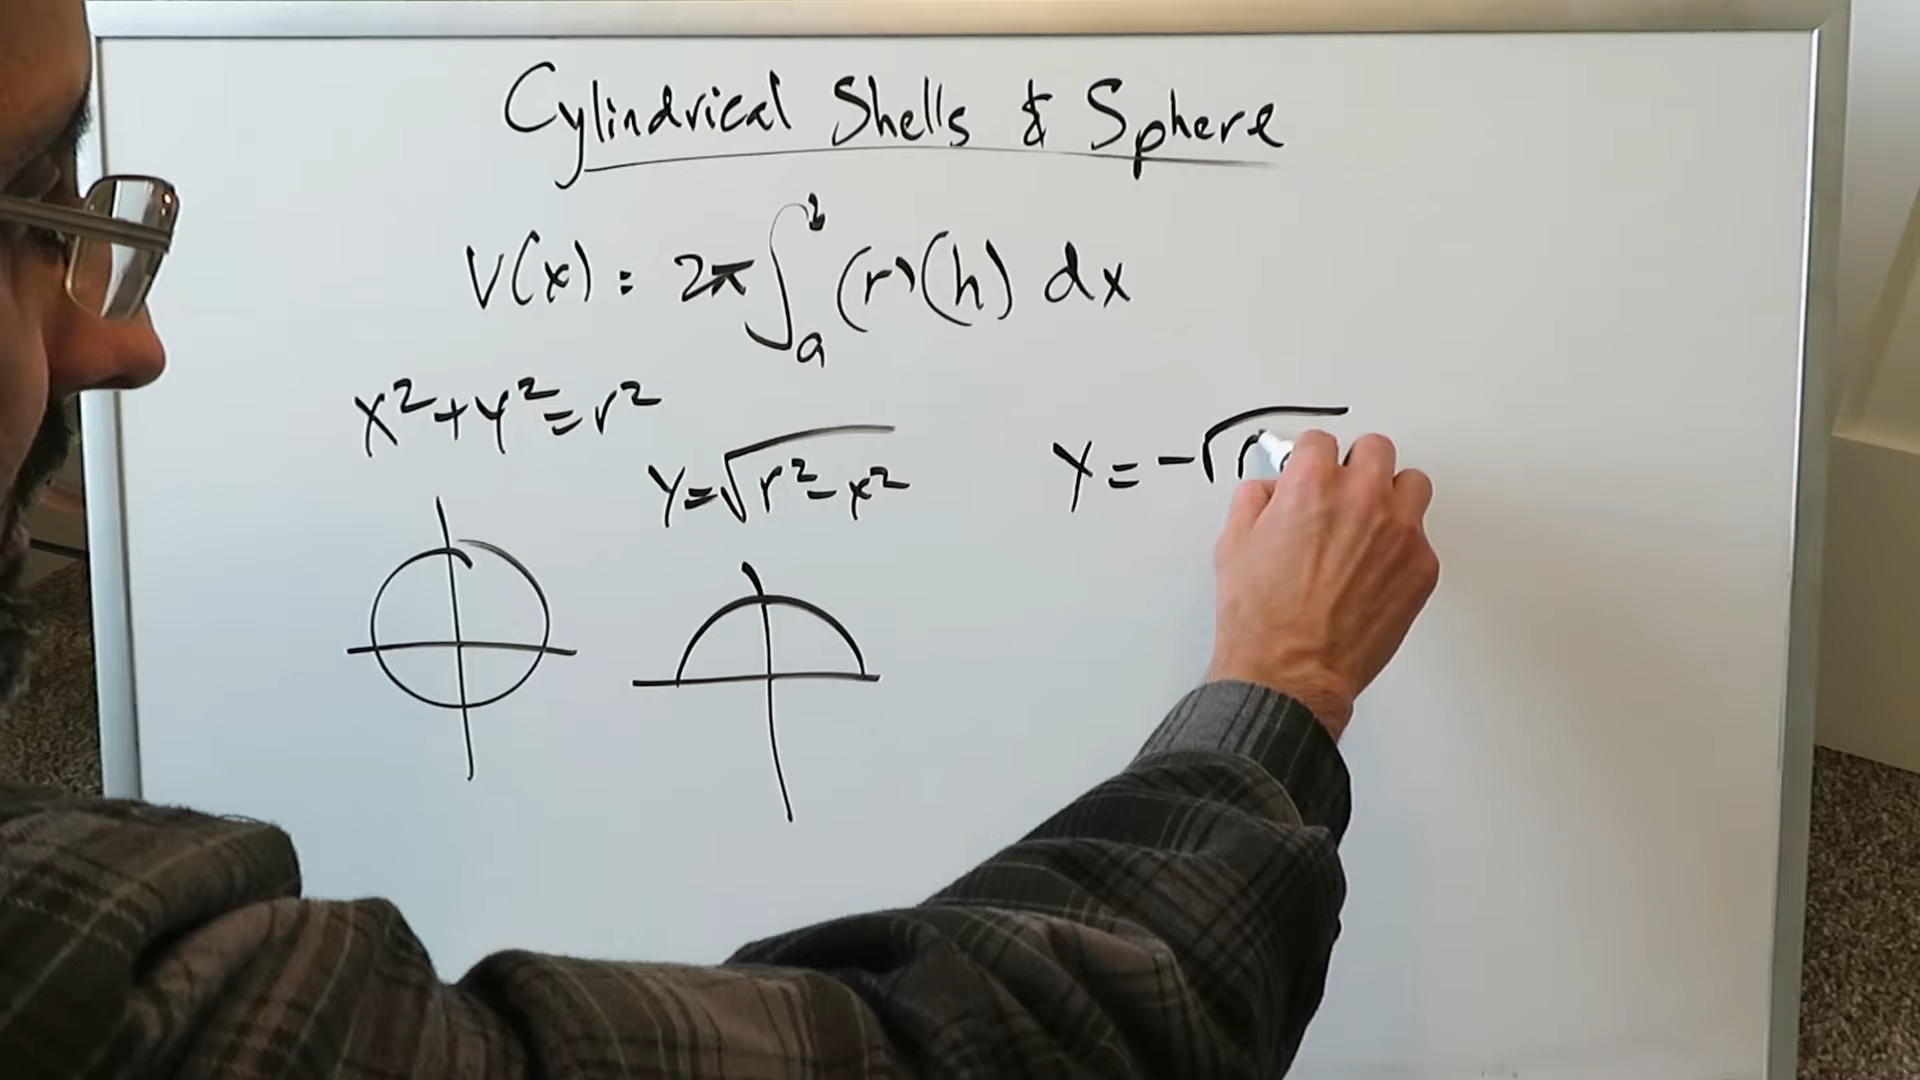 Cylindrical Shells & Sphere
V(x) : 2π∫ₐᵇ (r)(h) dx
x²+y²=r²
y=√r²-x²
y=-√r